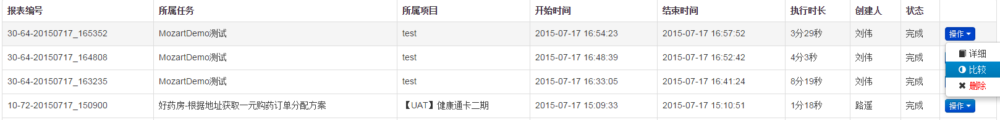 报表编号 所属任务 所属项目 开始时间 结束时间 执行时长 创建人 状态
30-64-20150717_165352 MozartDemo测试 test 2015-07-17 16:54:23 2015-07-17 16:57:52 3分29秒 刘伟 完成 操作
30-64-20150717_164808 MozartDemo测试 test 2015-07-17 16:48:39 2015-07-17 16:52:42 4分3秒 刘伟 完成 详细
比较
30-64-20150717_163235 MozartDemo测试 test 2015-07-17 16:33:05 2015-07-17 16:41:24 8分19秒 刘伟 完成 删除
10-72-20150717_150900 好药房-根据地址获取一元购药订单分配方案 【UAT】健康通卡二期 2015-07-17 15:09:33 2015-07-17 15:10:51 1分18秒 路遥 完成 操作